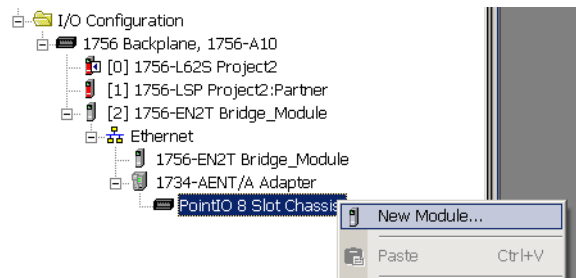 I/O Configuration
1756 Backplane, 1756-A10
[0] 1756-L62S Project2
[1] 1756-LSP Project2:Partner
[2] 1756-EN2T Bridge_Module
Ethernet
1756-EN2T Bridge_Module
1734-AENT/A Adapter
PointIO 8 Slot Chassis
New Module...
Paste Ctrl+V